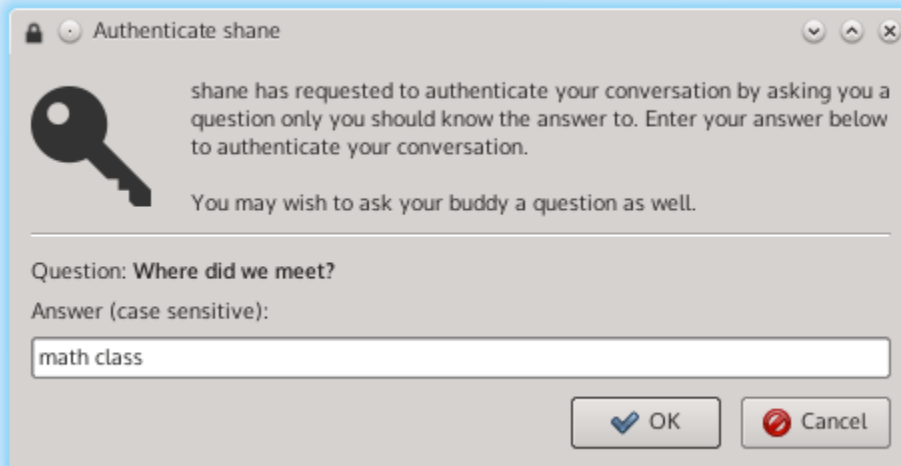 Authenticate shane
shane has requested to authenticate your conversation by asking you a
question only you should know the answer to. Enter your answer below
to authenticate your conversation.
You may wish to ask your buddy a question as well.
Question: Where did we meet?
Answer (case sensitive):
math class
OK Cancel